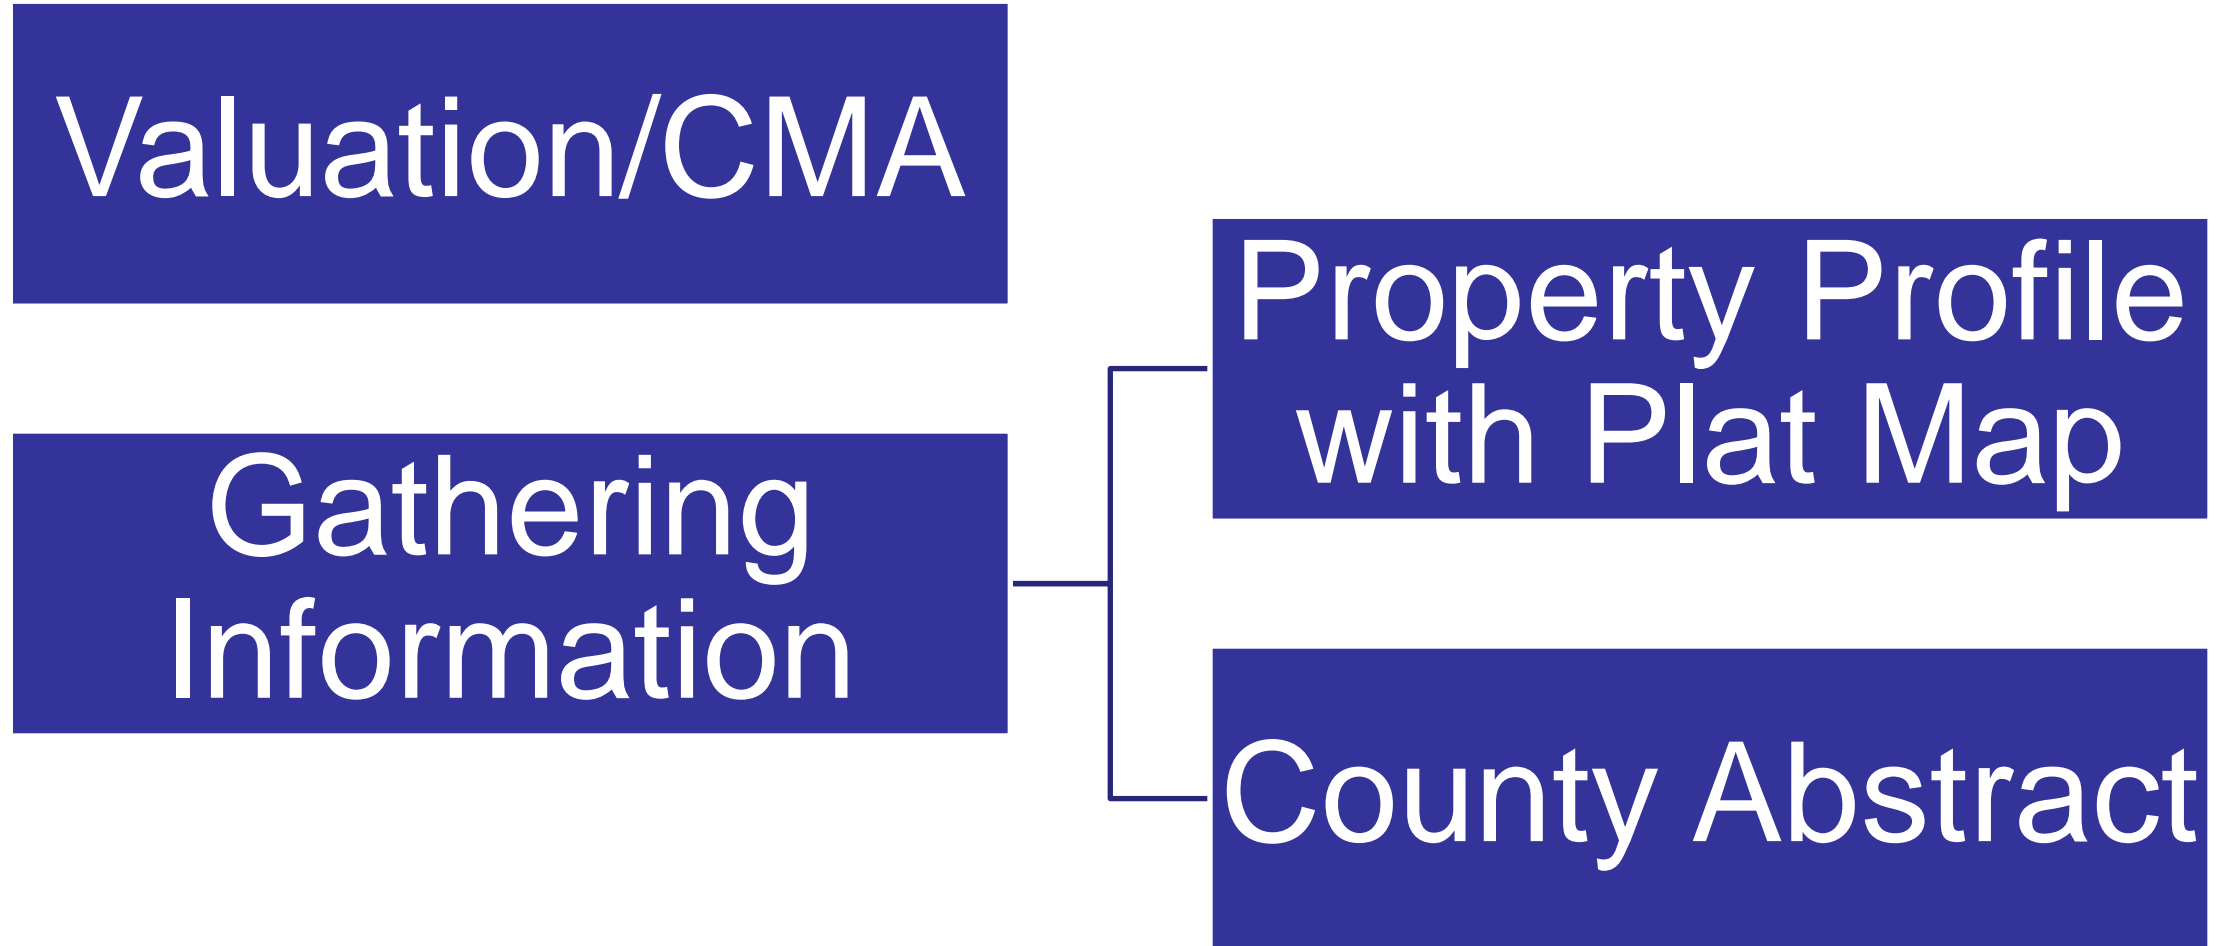 Valuation/CMA
Gathering
Information
Property Profile
with Plat Map
County Abstract